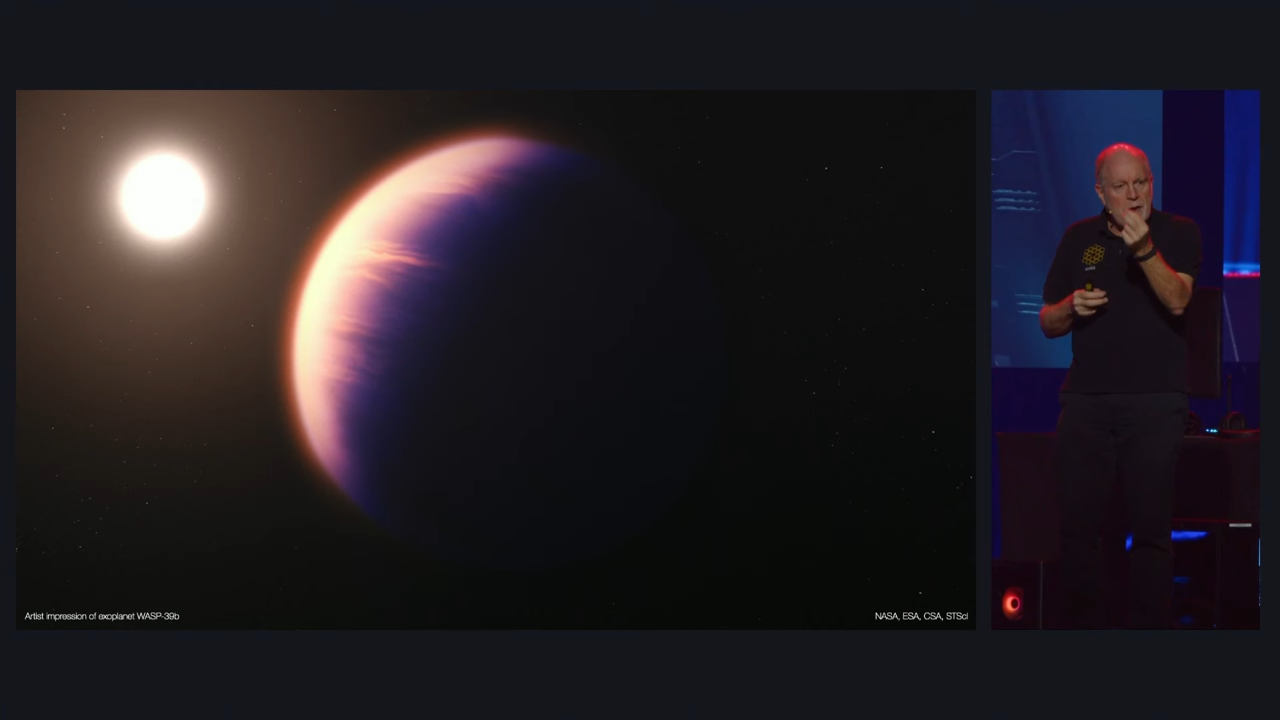 Artist impression of exoplanet WASP-39b
NASA, ESA, CSA, STScI